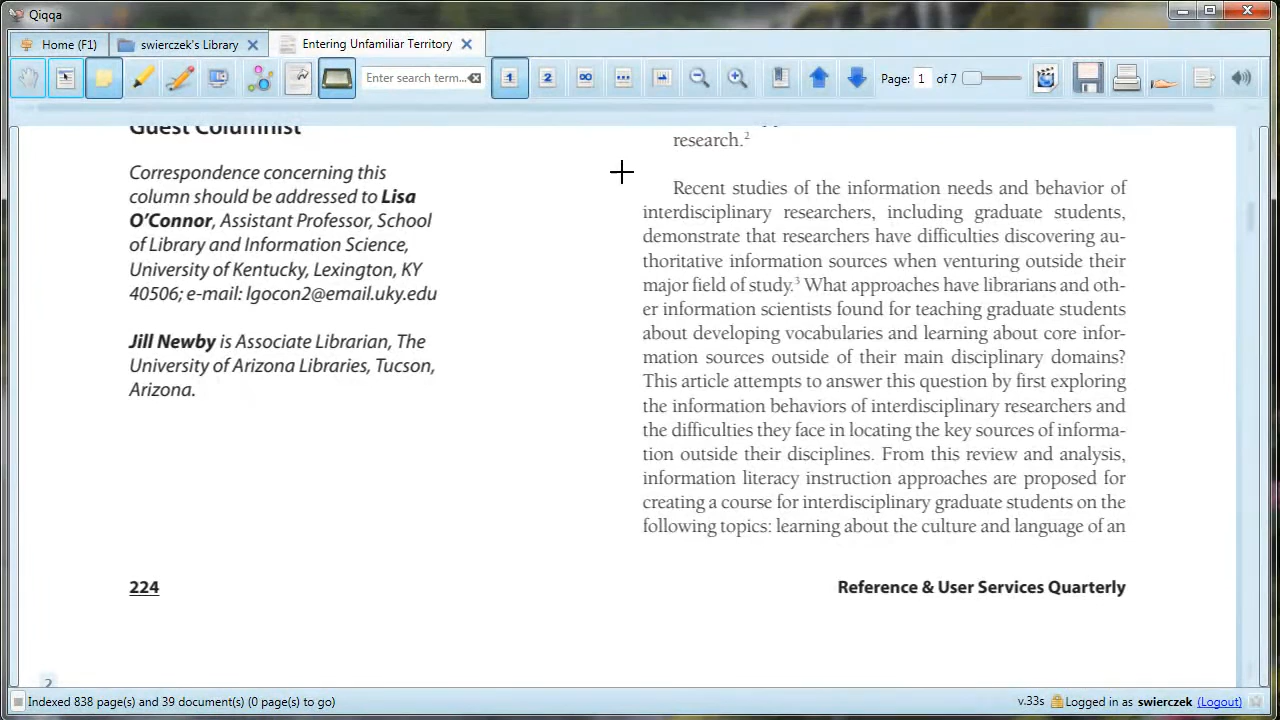 Qiqqa
Home (F1)
swierczek's Library
Entering Unfamiliar Territory
Enter search term...
1
2
Page: 1 of 7
Guest Columnist
Correspondence concerning this
column should be addressed to Lisa
O'Connor, Assistant Professor, School
of Library and Information Science,
University of Kentucky, Lexington, KY
40506; e-mail: lgocon2@email.uky.edu
Jill Newby is Associate Librarian, The
University of Arizona Libraries, Tucson,
Arizona.
research.2
Recent studies of the information needs and behavior of
interdisciplinary researchers, including graduate students,
demonstrate that researchers have difficulties discovering au-
thoritative information sources when venturing outside their
major field of study.3 What approaches have librarians and oth-
er information scientists found for teaching graduate students
about developing vocabularies and learning about core infor-
mation sources outside of their main disciplinary domains?
This article attempts to answer this question by first exploring
the information behaviors of interdisciplinary researchers and
the difficulties they face in locating the key sources of informa-
tion outside their disciplines. From this review and analysis,
information literacy instruction approaches are proposed for
creating a course for interdisciplinary graduate students on the
following topics: learning about the culture and language of an
224
Reference & User Services Quarterly
2
Indexed 838 page(s) and 39 document(s) (0 page(s) to go)
v.33s
Logged in as swierczek (Logout)